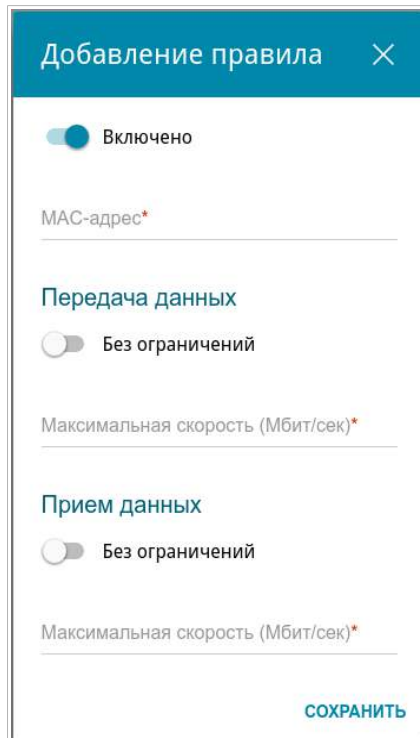 Добавление правила
Включено
MAC-адрес*
Передача данных
Без ограничений
Максимальная скорость (Мбит/сек)*
Прием данных
Без ограничений
Максимальная скорость (Мбит/сек)*
СОХРАНИТЬ